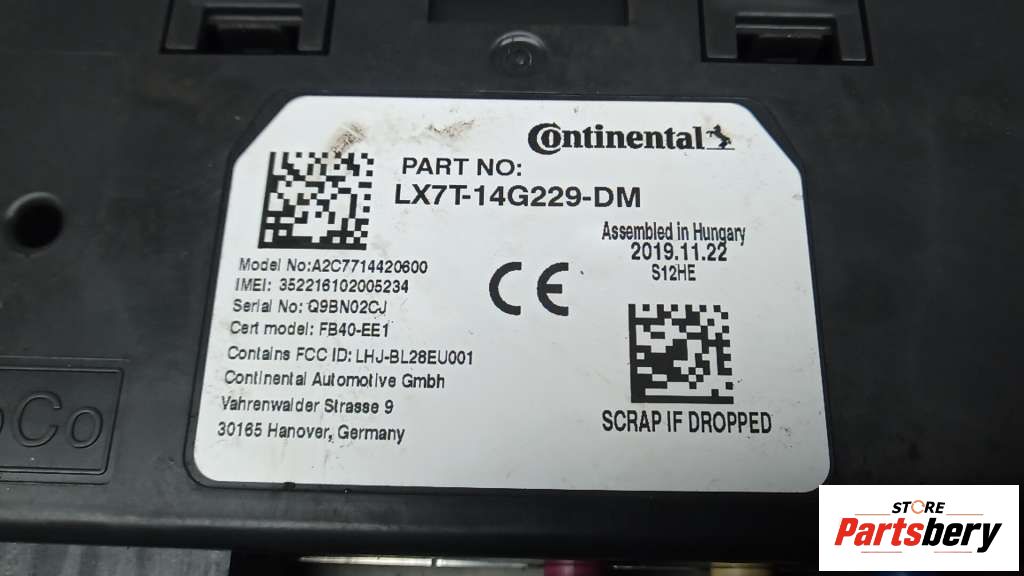 Continental
PART NO:
LX7T-14G229-DM
Assembled in Hungary
2019.11.22
S12HE
Model No:A2C7714420600
IMEI: 352216102005234
Serial No: Q9BN02CJ
Cert model: FB40-EE1
Contains FCC ID: LHJ-BL28EU001
Continental Automotive Gmbh
Vahrenwalder Strasse 9
30165 Hanover, Germany
CE
SCRAP IF DROPPED
STORE
Partsbery